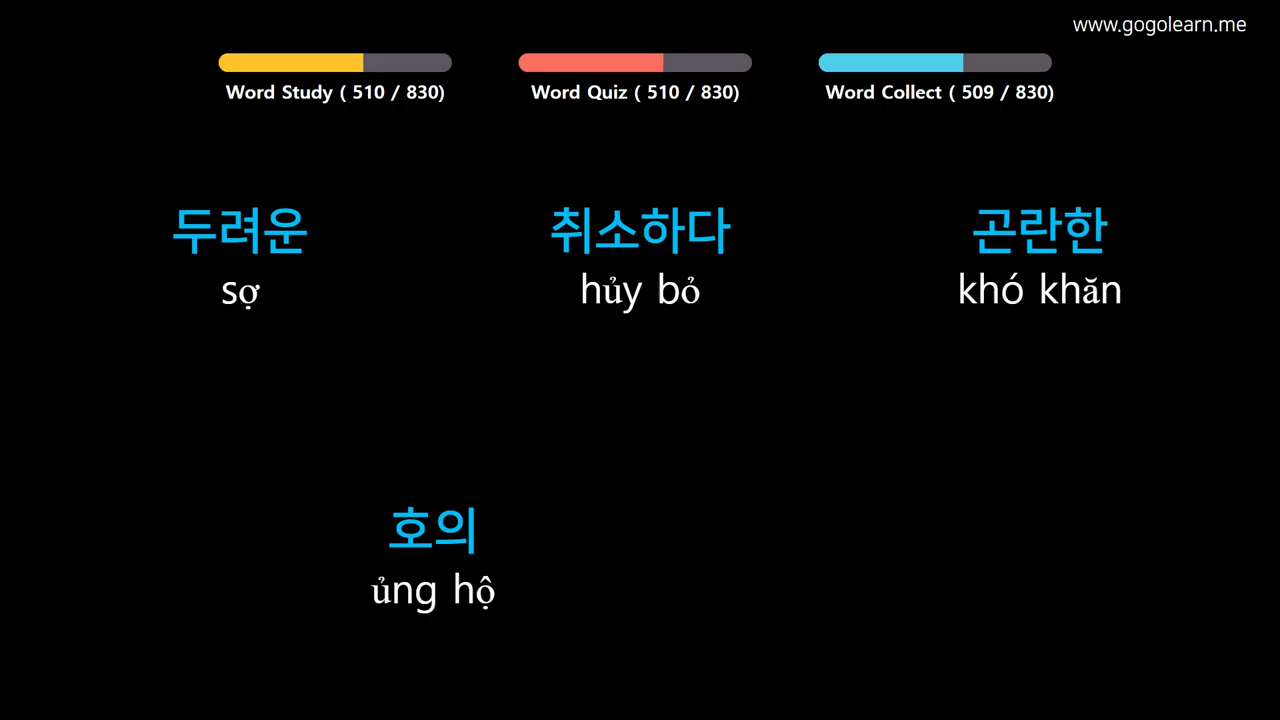 www.gogolearn.me
Word Study ( 510 / 830)
Word Quiz ( 510 / 830)
Word Collect ( 509 / 830)
두려운
sợ
취소하다
hủy bỏ
곤란한
khó khăn
호의
ủng hộ